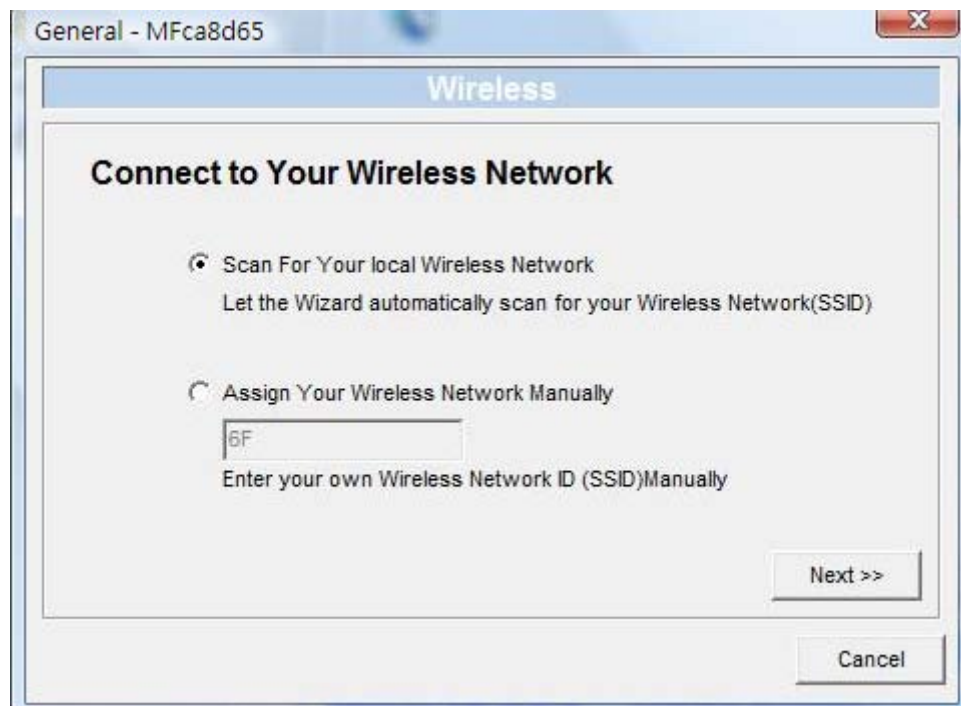 General - MFca8d65
Wireless
Connect to Your Wireless Network
Scan For Your local Wireless Network
Let the Wizard automatically scan for your Wireless Network(SSID)
Assign Your Wireless Network Manually
6F
Enter your own Wireless Network ID (SSID)Manually
Next >>
Cancel